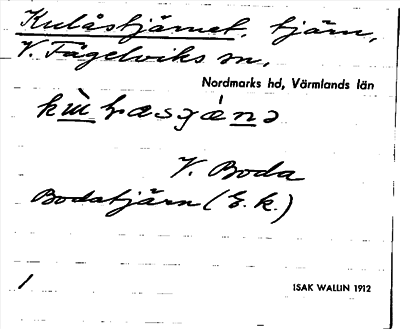 Kulåstjärnet, tjärn,
V. Fågelviks sn,
Nordmarks hd, Värmlands län
V. Boda
Bodatjärn (E. k.)
1
ISAK WALLIN 1912